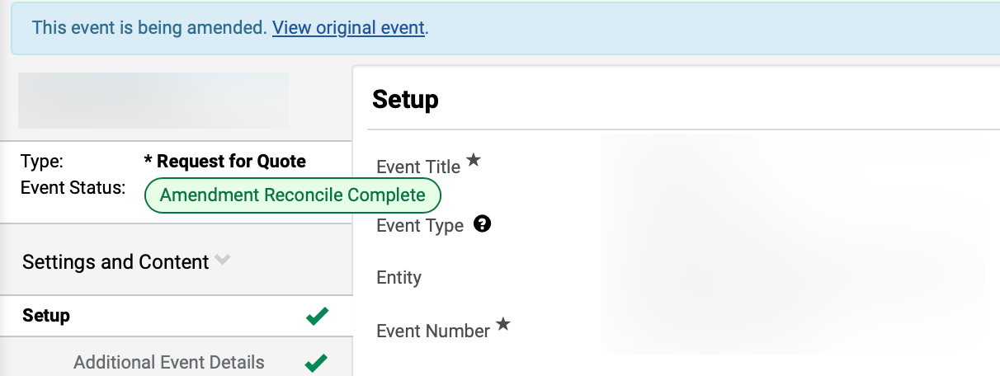 This event is being amended. View original event.
Type: * Request for Quote
Event Status: Amendment Reconcile Complete
Settings and Content
Setup
Additional Event Details
Setup
Event Title ★
Event Type ?
Entity
Event Number ★